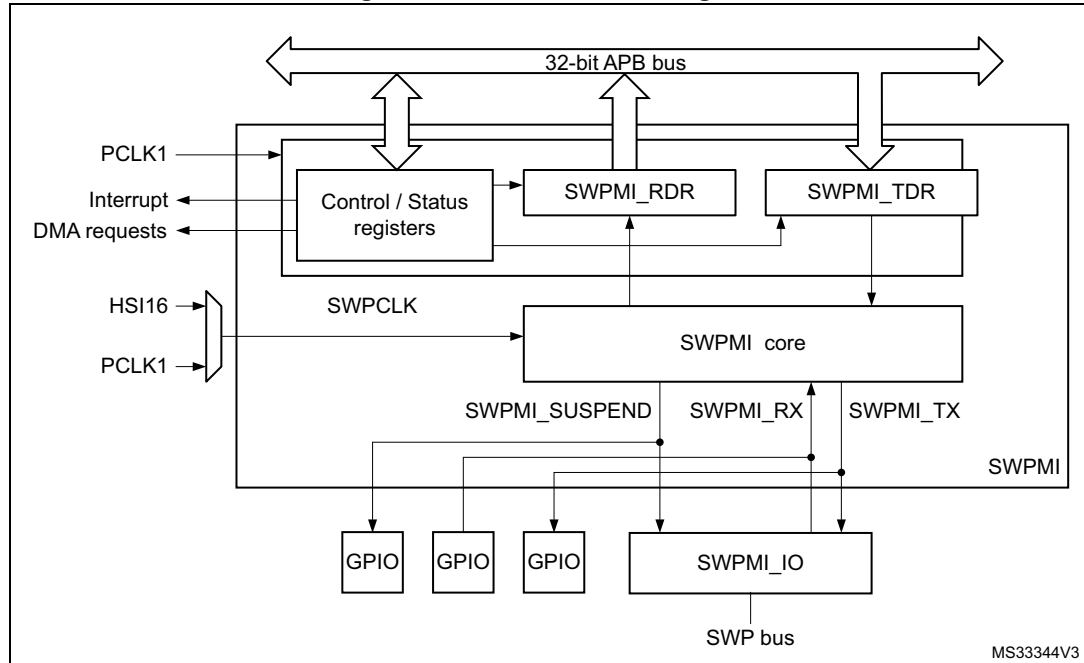 32-bit APB bus
PCLK1
Interrupt
DMA requests
Control / Status
registers
SWPMI_RDR
SWPMI_TDR
HSI16
PCLK1
SWPCLK
SWPMI core
SWPMI_SUSPEND
SWPMI_RX
SWPMI_TX
SWPMI
GPIO
GPIO
GPIO
SWPMI_IO
SWP bus
MS33344V3